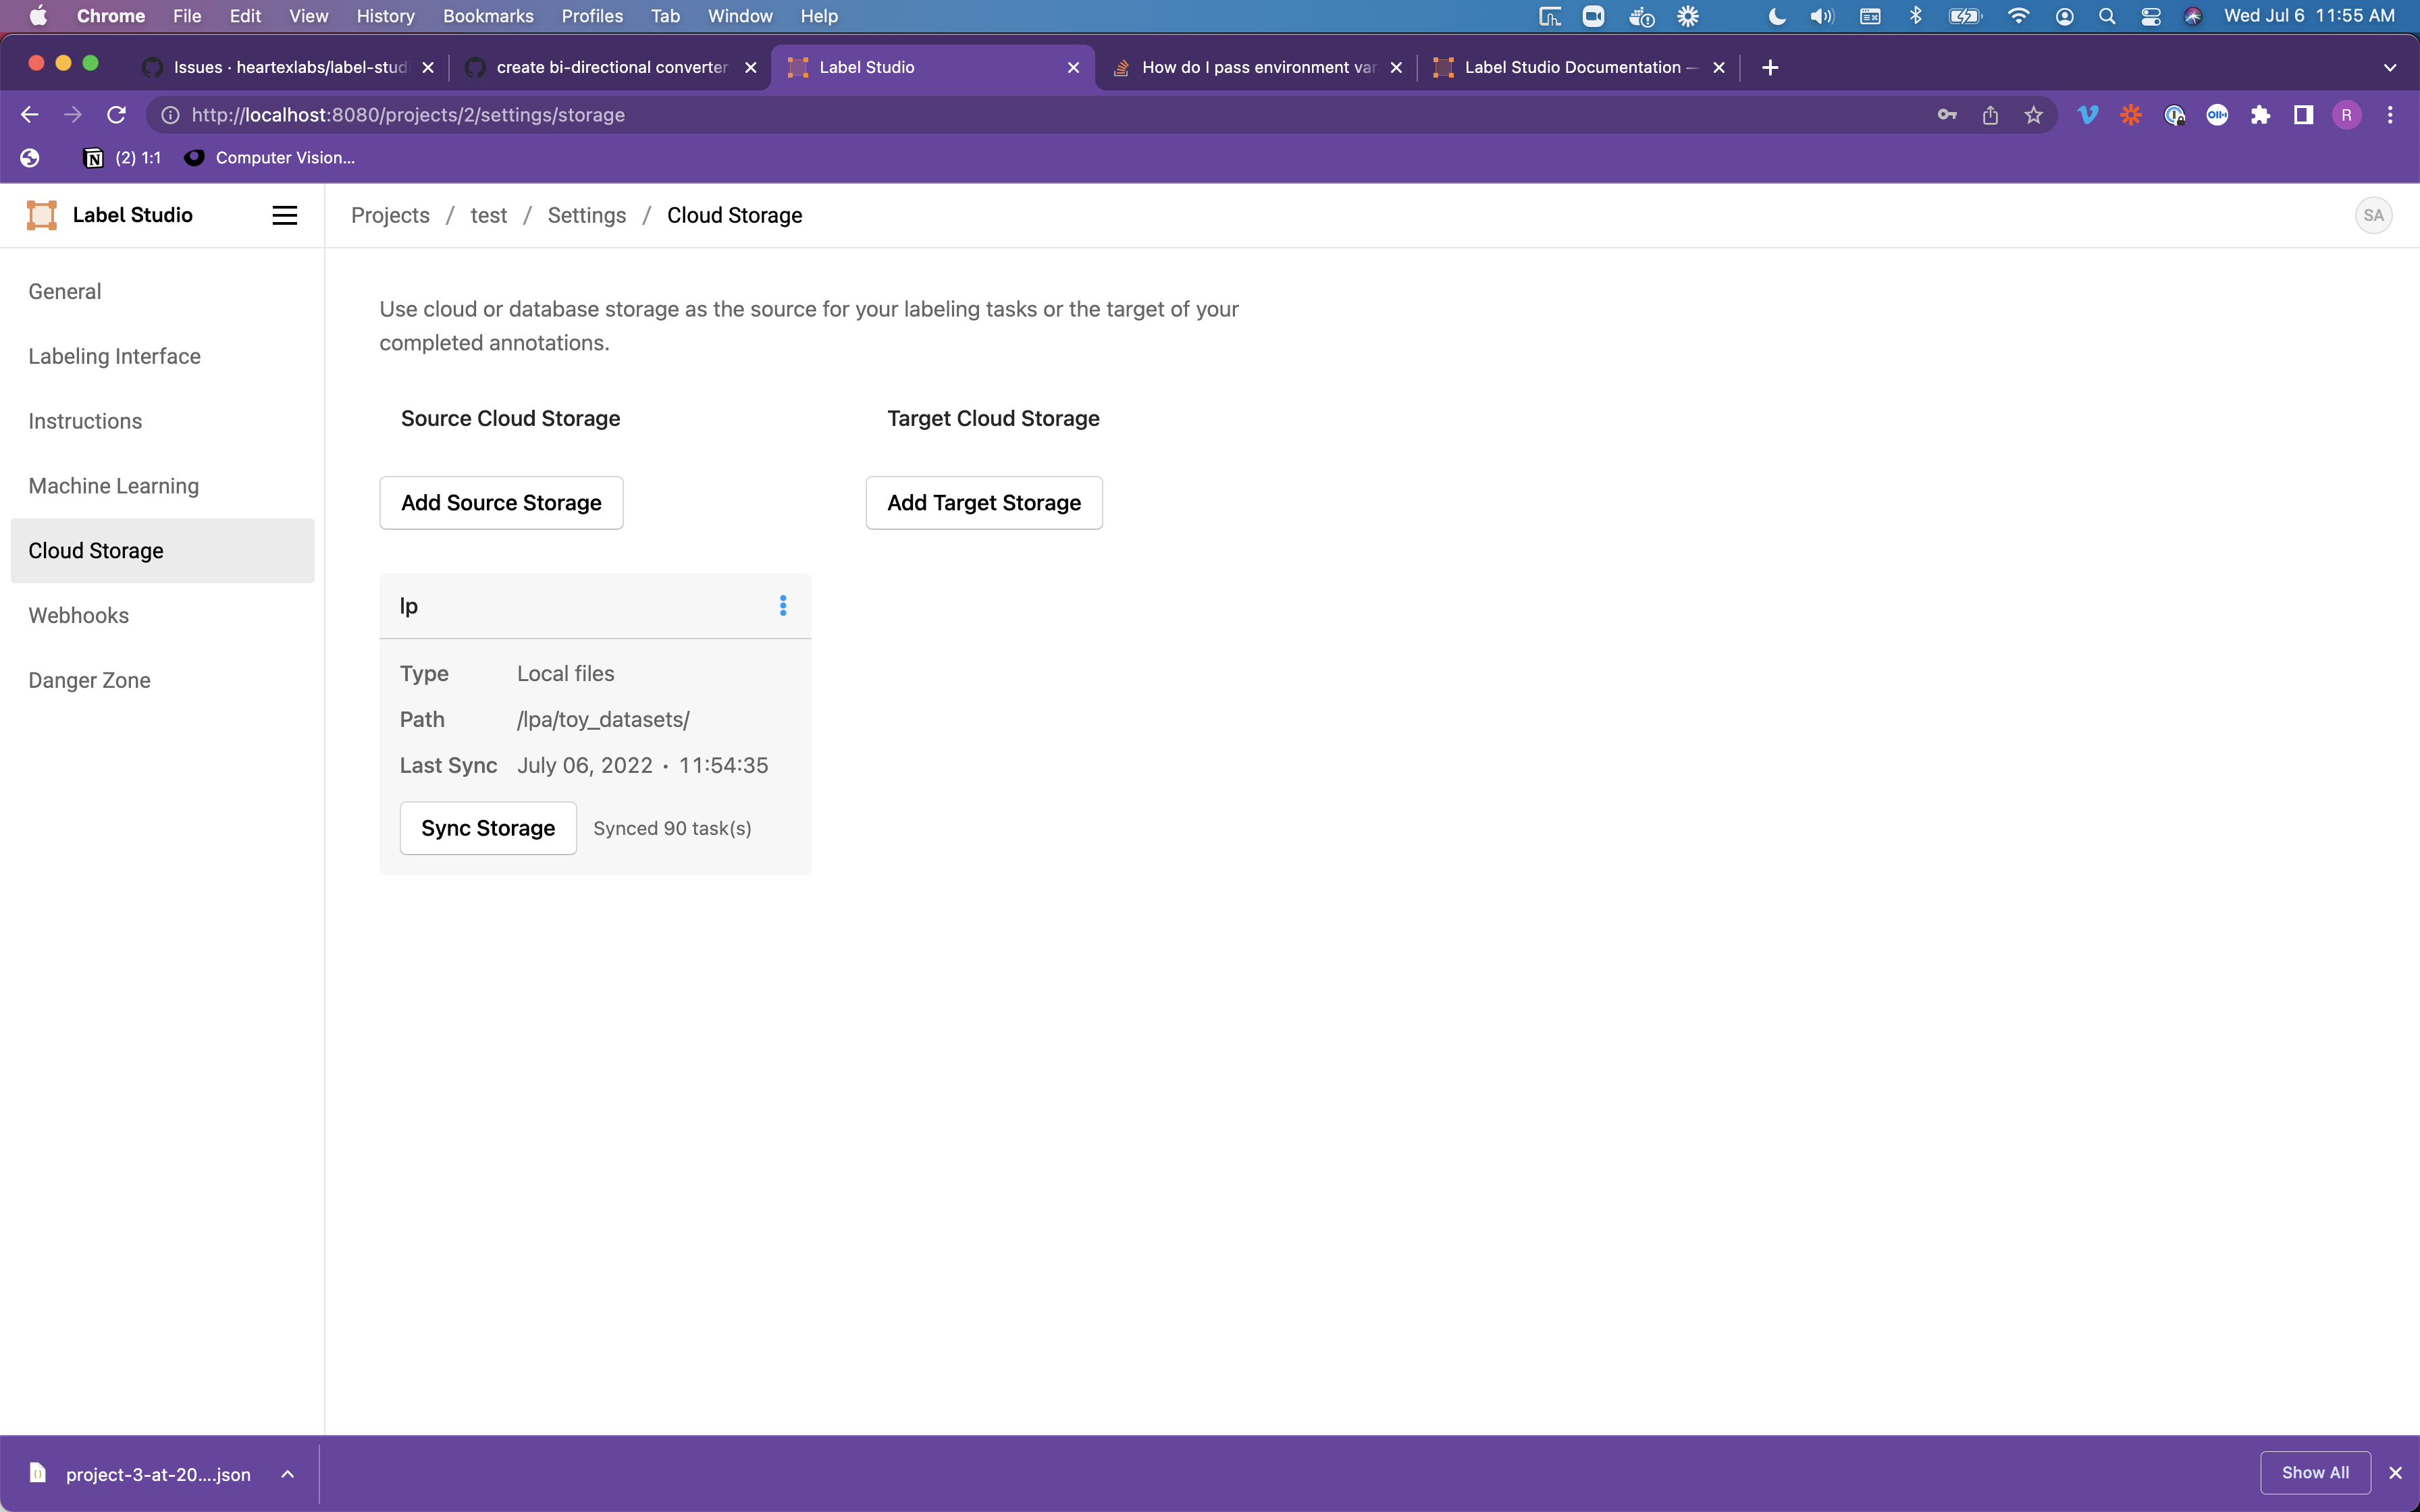 Chrome File Edit View History Bookmarks Profiles Tab Window Help Wed Jul 6 11:55 AM
Issues · heartexlabs/label-studi create bi-directional converter Label Studio How do I pass environment var Label Studio Documentation —
http://localhost:8080/projects/2/settings/storage R
N (2) 1:1 Computer Vision...
Label Studio Projects / test / Settings / Cloud Storage SA
General
Labeling Interface
Instructions
Machine Learning
Cloud Storage
Webhooks
Danger Zone
Use cloud or database storage as the source for your labeling tasks or the target of your
completed annotations.
Source Cloud Storage Target Cloud Storage
Add Source Storage Add Target Storage
lp
Type Local files
Path /lpa/toy_datasets/
Last Sync July 06, 2022 • 11:54:35
Sync Storage Synced 90 task(s)
project-3-at-20....json Show All